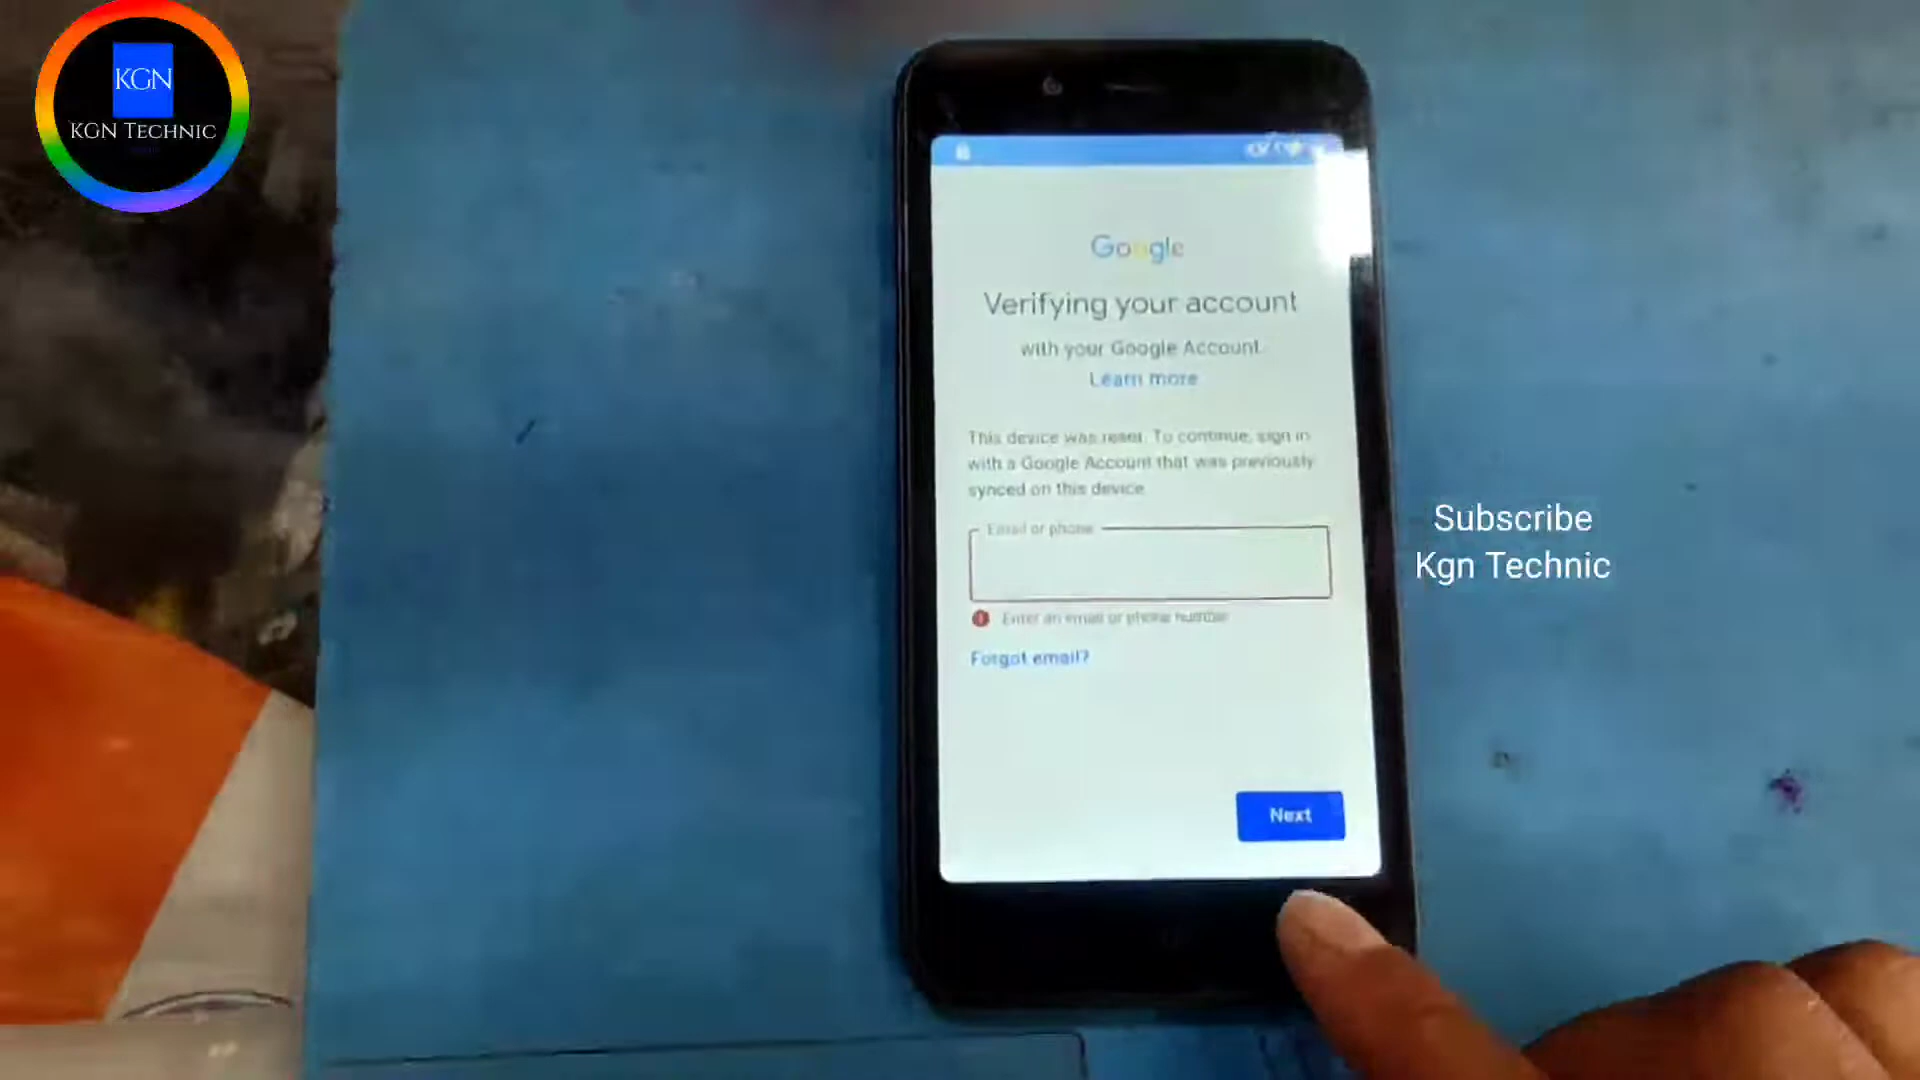 KGN
KGN TECHNIC
Google
Verifying your account
with your Google Account.
Learn more
This device was reset. To continue, sign in
with a Google Account that was previously
synced on this device.
Email or phone
Enter an email or phone number
Forgot email?
Next
Subscribe
Kgn Technic